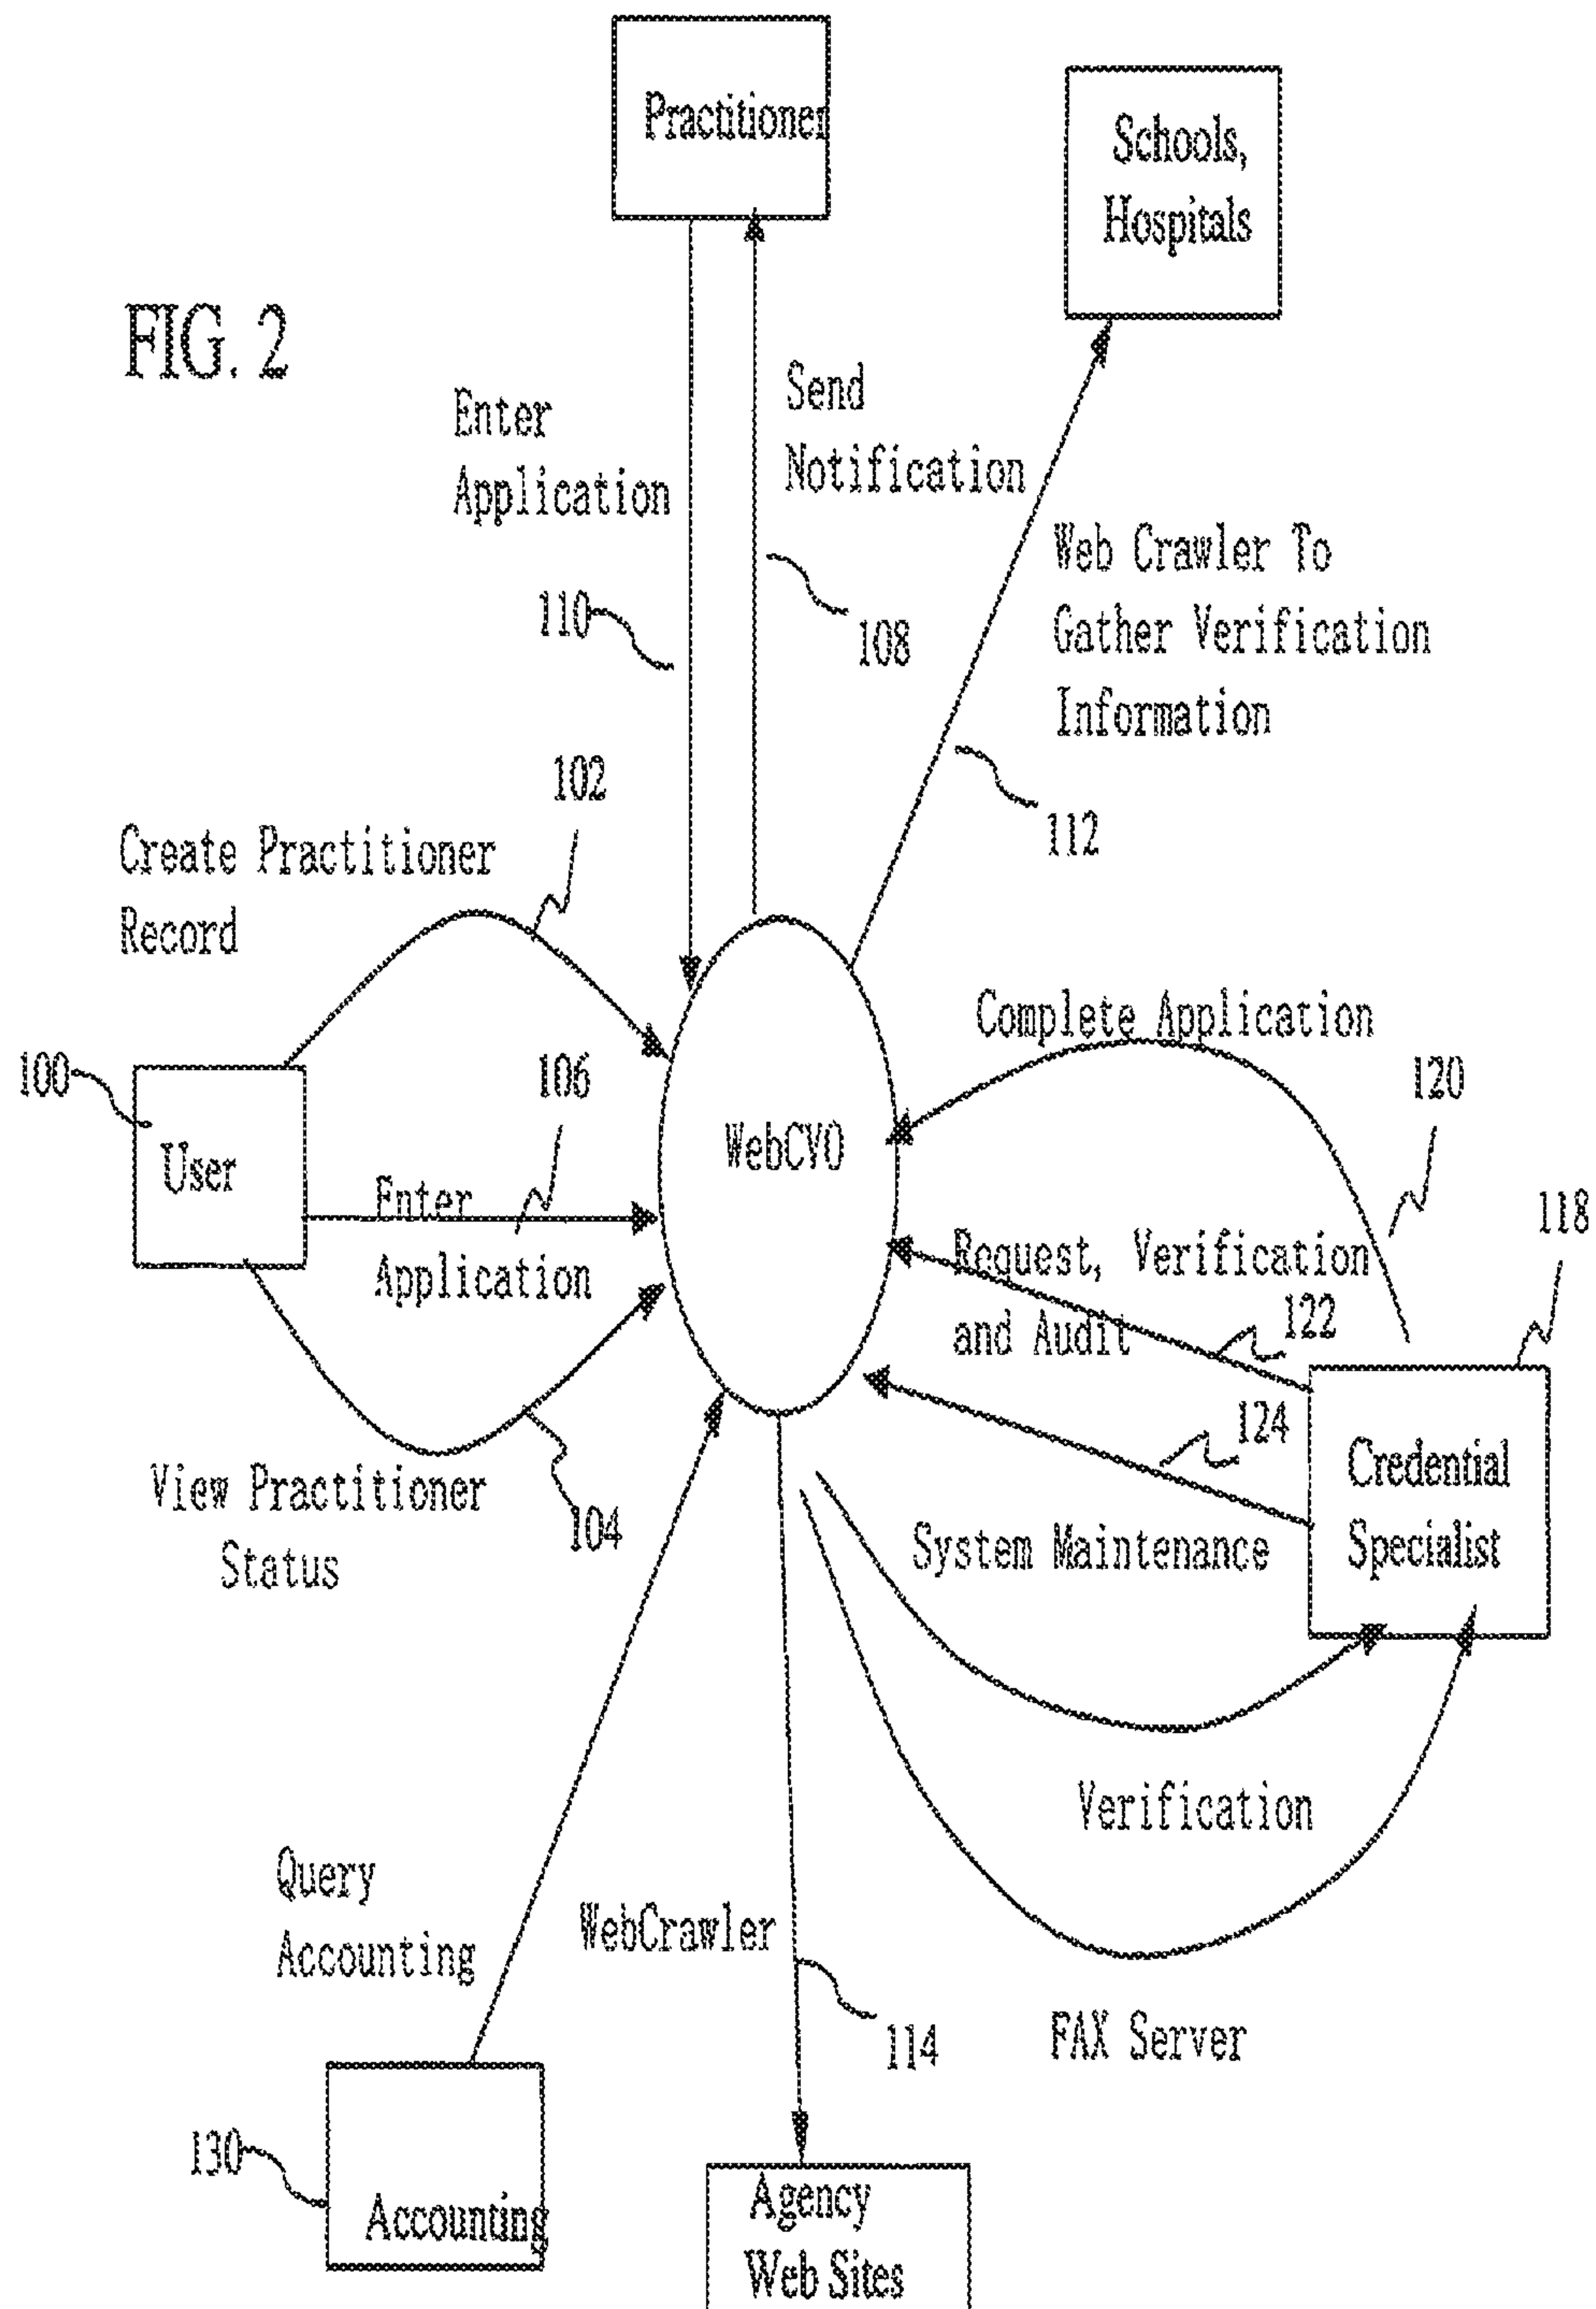 Practitioner
Schools,
Hospitals
FIG. 2
Enter
Application
Send
Notification
110
108
Web Crawler To
Gather Verification
Information
112
102
Create Practitioner
Record
100
User
106
Enter
Application
WebCVO
Complete Application
120
118
Request, Verification
and Audit
122
124
Credential
Specialist
View Practitioner
Status
104
System Maintenance
Verification
Query
Accounting
WebCrawler
114
FAX Server
130
Accounting
Agency
Web Sites